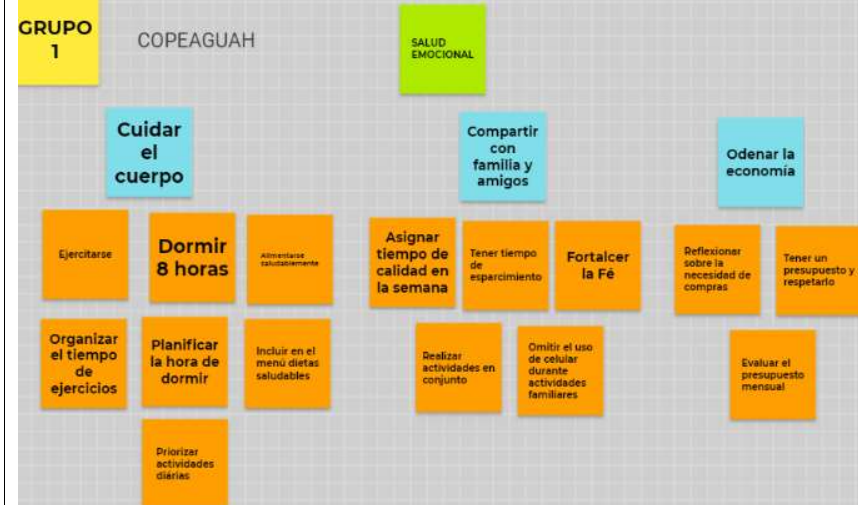 GRUPO
1
COPEAGUAH
SALUD
EMOCIONAL
Cuidar
el
cuerpo
Compartir
con
familia y
amigos
Odenar la
economía
Ejercitarse
Dormir
8 horas
Alimentarse
saludablemente
Asignar
tiempo de
calidad en
la semana
Tener tiempo
de
esparcimiento
Fortalcer
la Fé
Reflexionar
sobre la
necesidad de
compras
Tener un
presupuesto y
respetarlo
Organizar
el tiempo
de
ejercicios
Planificar
la hora de
dormir
Incluir en el
menú dietas
saludables
Realizar
actividades en
conjunto
Omitir el uso
de celular
durante
actividades
familiares
Evaluar el
presupuesto
mensual
Priorizar
actividades
diárias